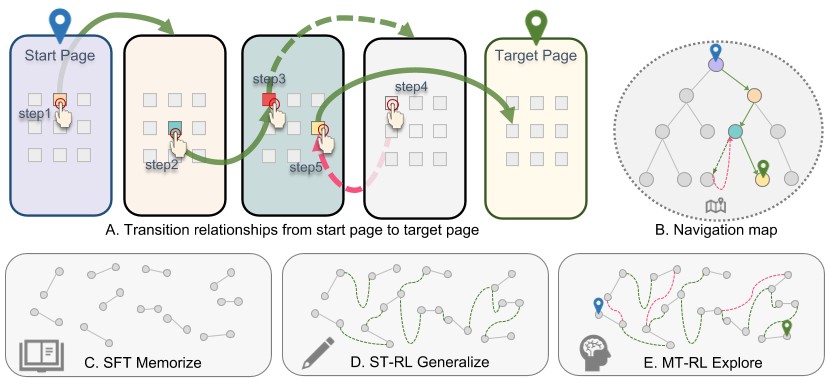 Start Page
Target Page
step1
step2
step3
step4
step5
A. Transition relationships from start page to target page
B. Navigation map
C. SFT Memorize
D. ST-RL Generalize
E. MT-RL Explore